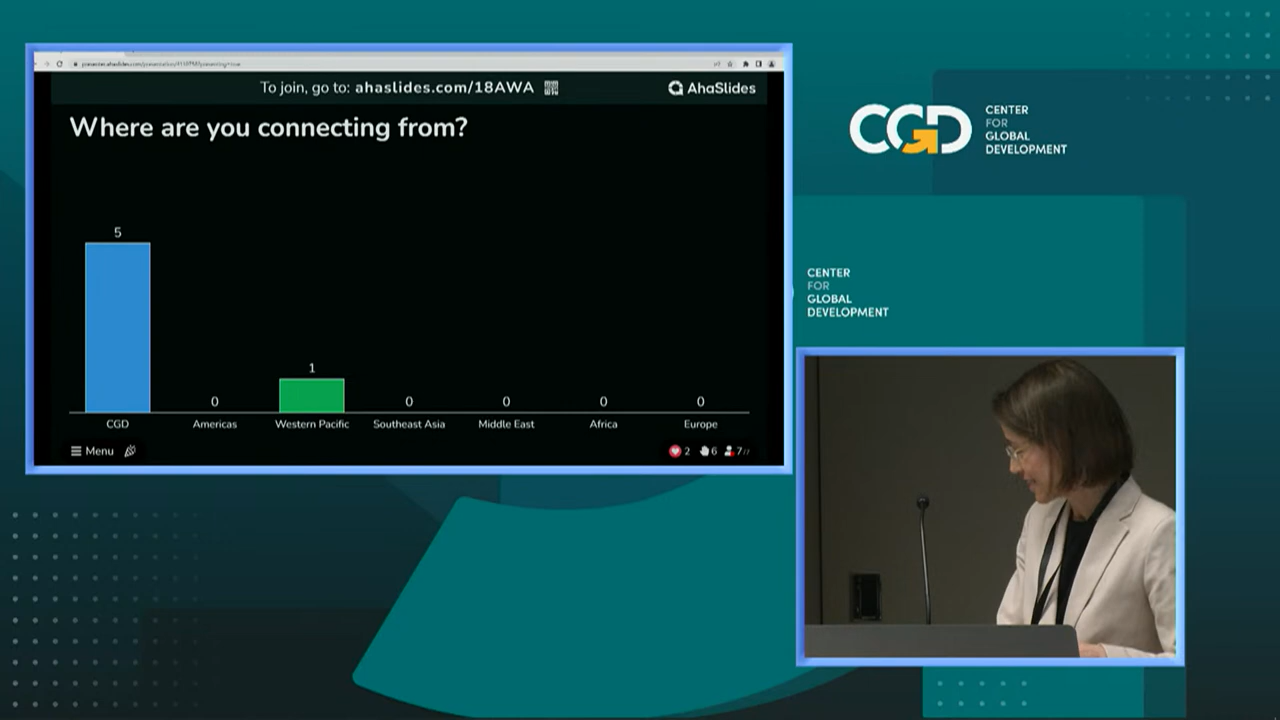 To join, go to: ahaslides.com/18AWA
AhaSlides
Where are you connecting from?
5
0
1
0
0
0
0
CGD
Americas
Western Pacific
Southeast Asia
Middle East
Africa
Europe
Menu
2
6
CGD
CENTER
FOR
GLOBAL
DEVELOPMENT
CENTER
FOR
GLOBAL
DEVELOPMENT